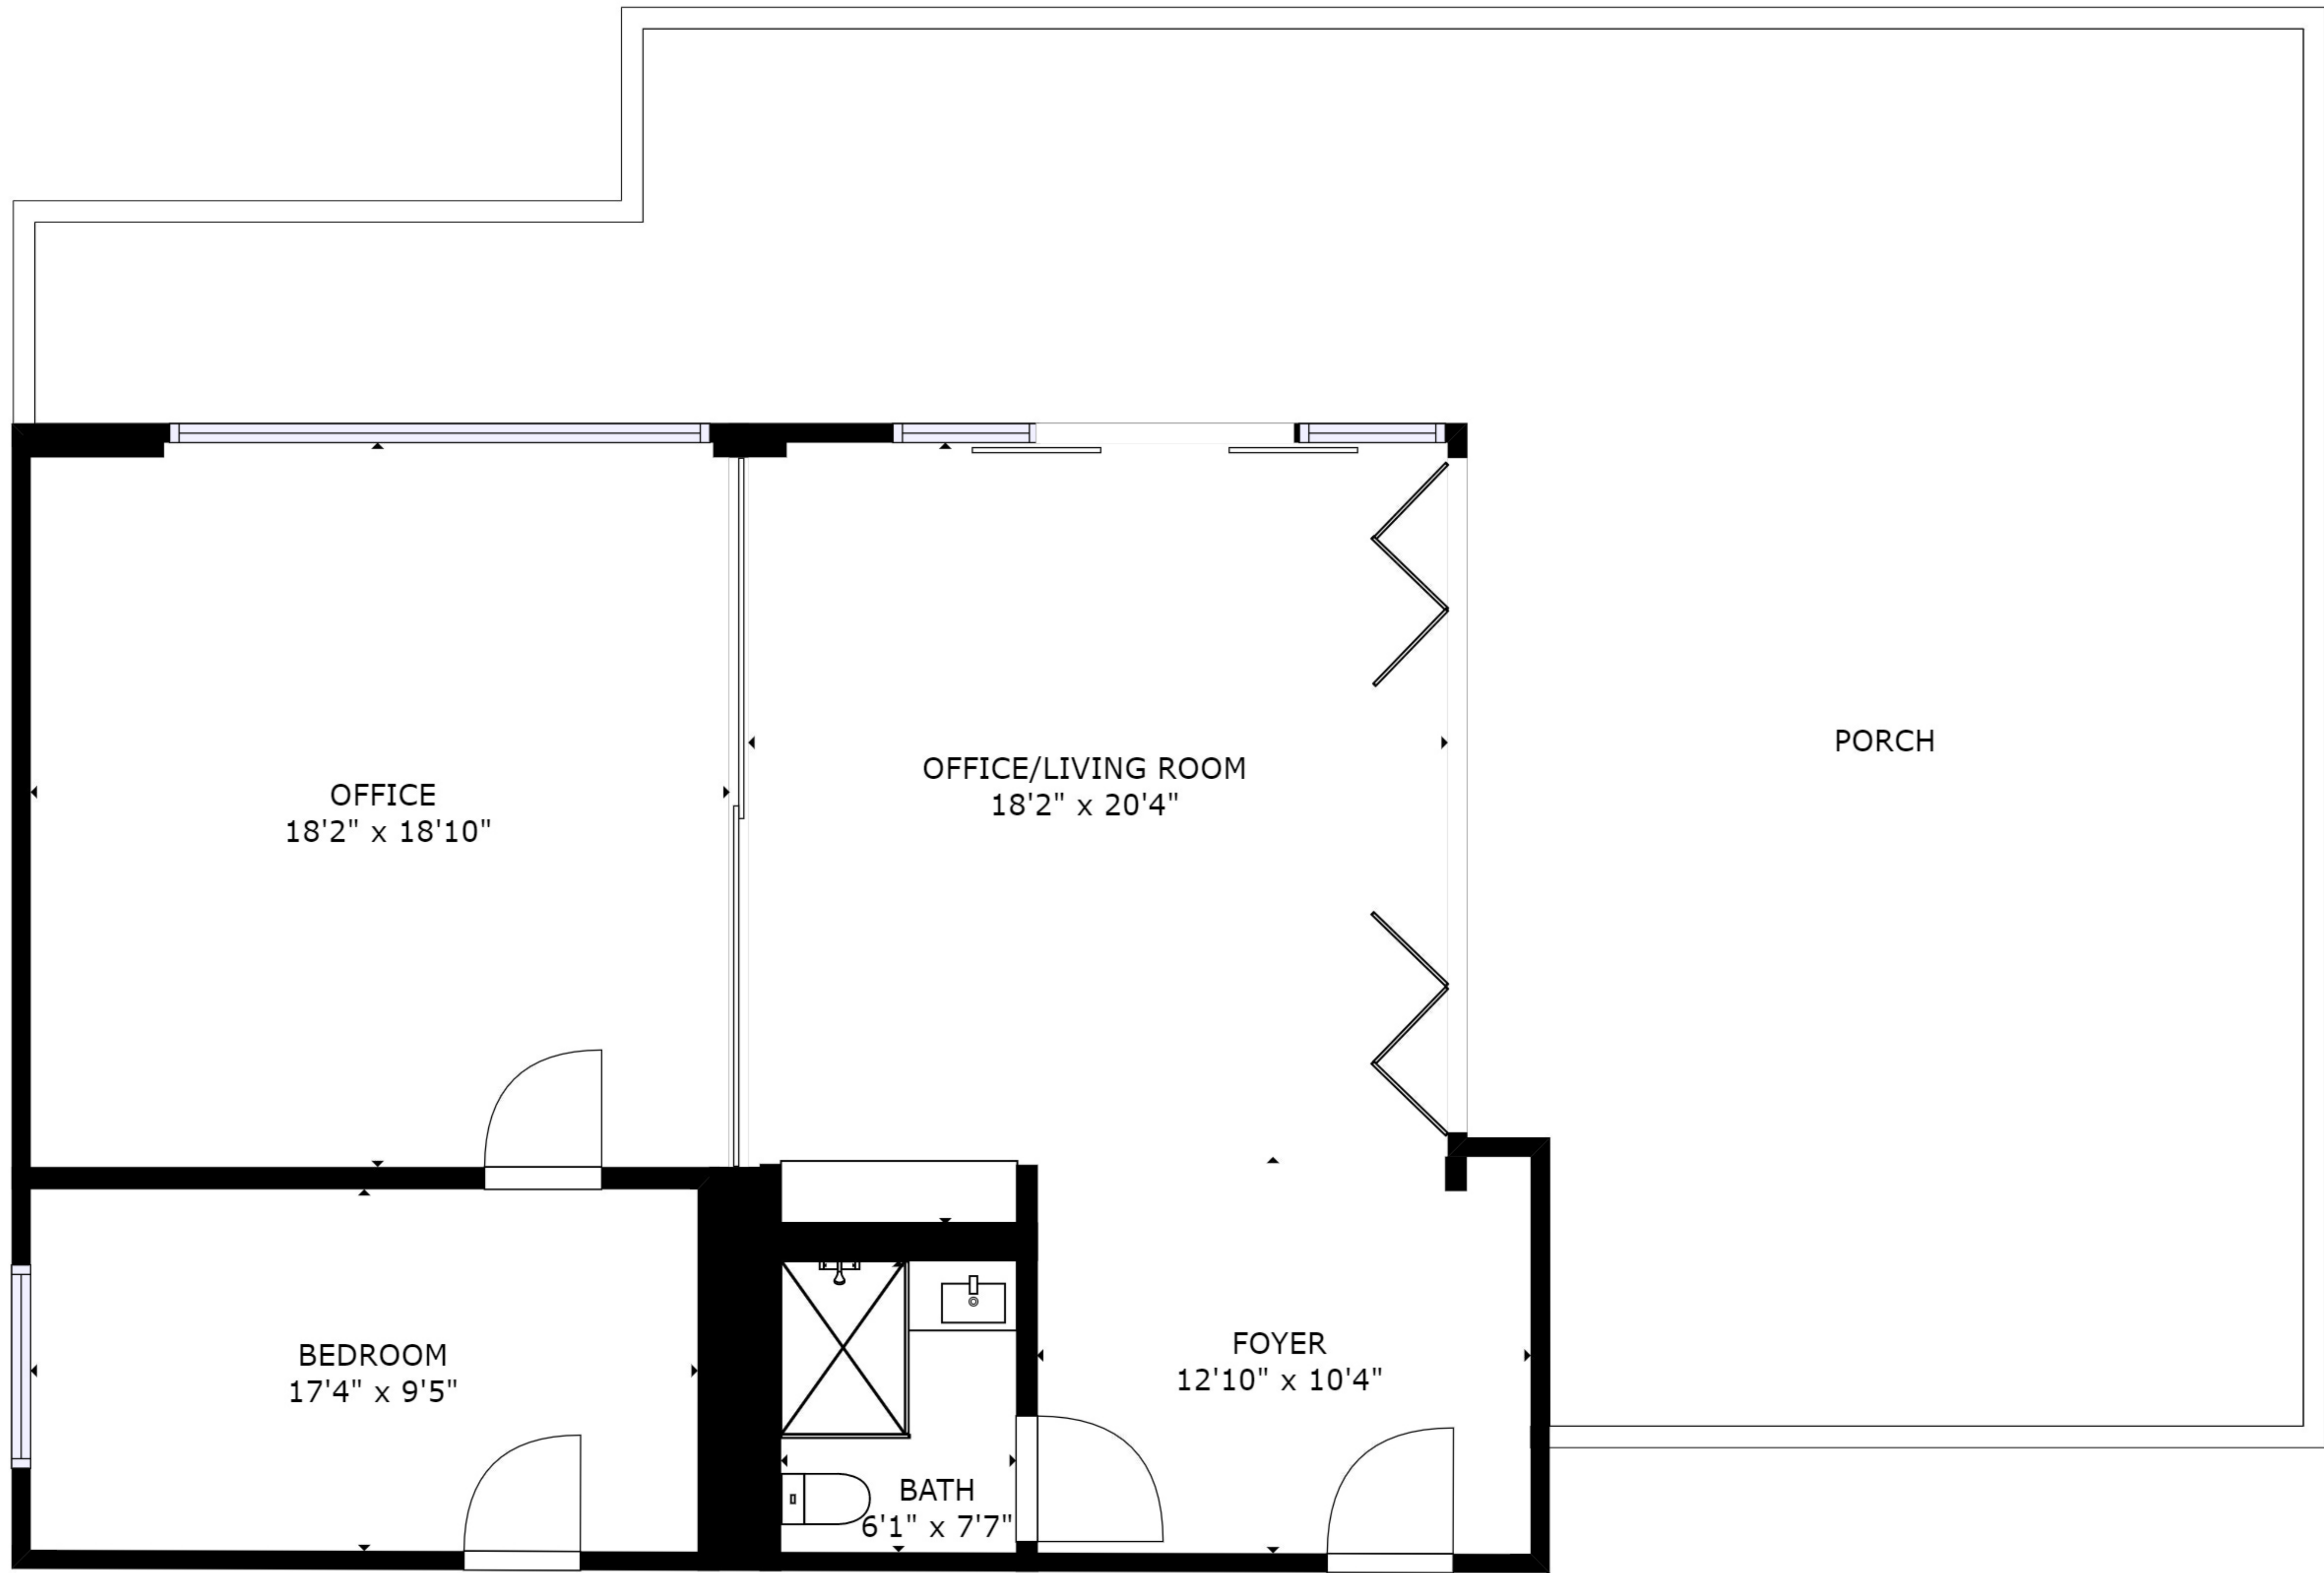 PORCH
OFFICE/LIVING ROOM
18'2" x 20'4"
OFFICE
18'2" x 18'10"
FOYER
12'10" x 10'4"
BEDROOM
17'4" x 9'5"
BATH
6'1" x 7'7"